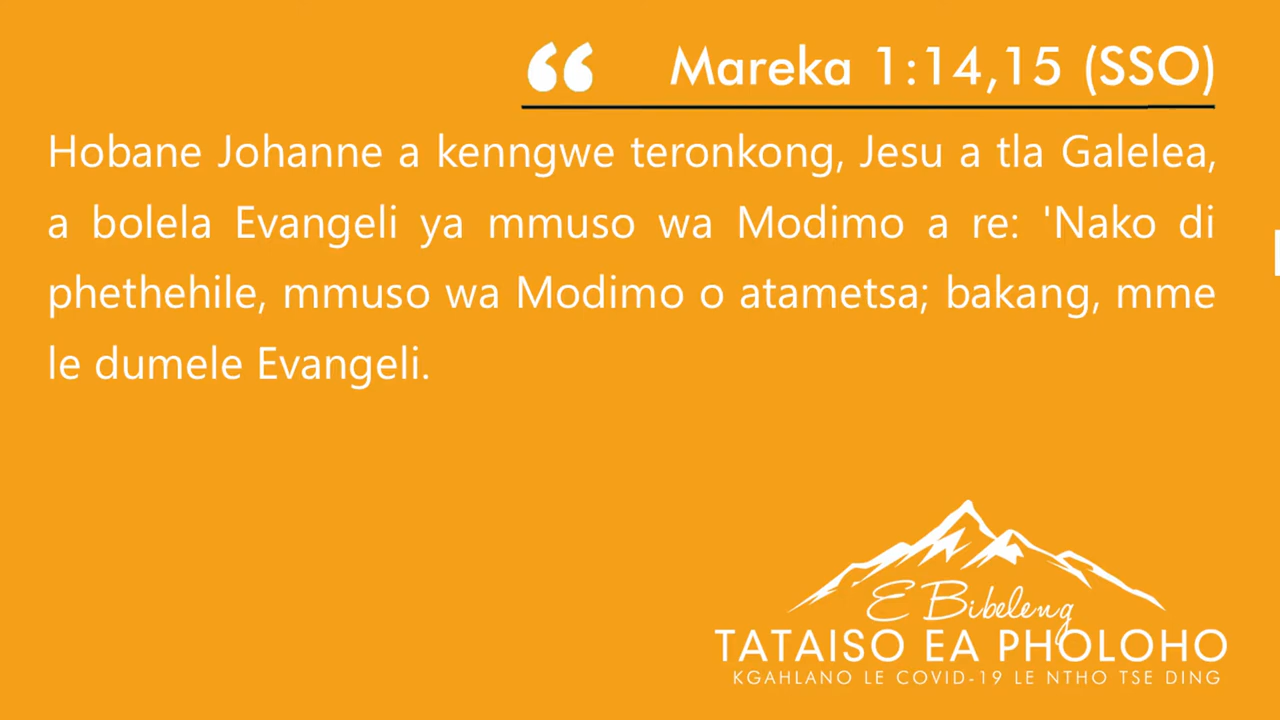 Mareka 1:14,15 (SSO)
Hobane Johanne a kenngwe teronkong, Jesu a tla Galelea,
a bolela Evangeli ya mmuso wa Modimo a re: 'Nako di
phethehile, mmuso wa Modimo o atametsa; bakang, mme
le dumele Evangeli.
E Bibeleng
TATAISO EA PHOLOHO
KGAHLANO LE COVID-19 LE NTHO TSE DING